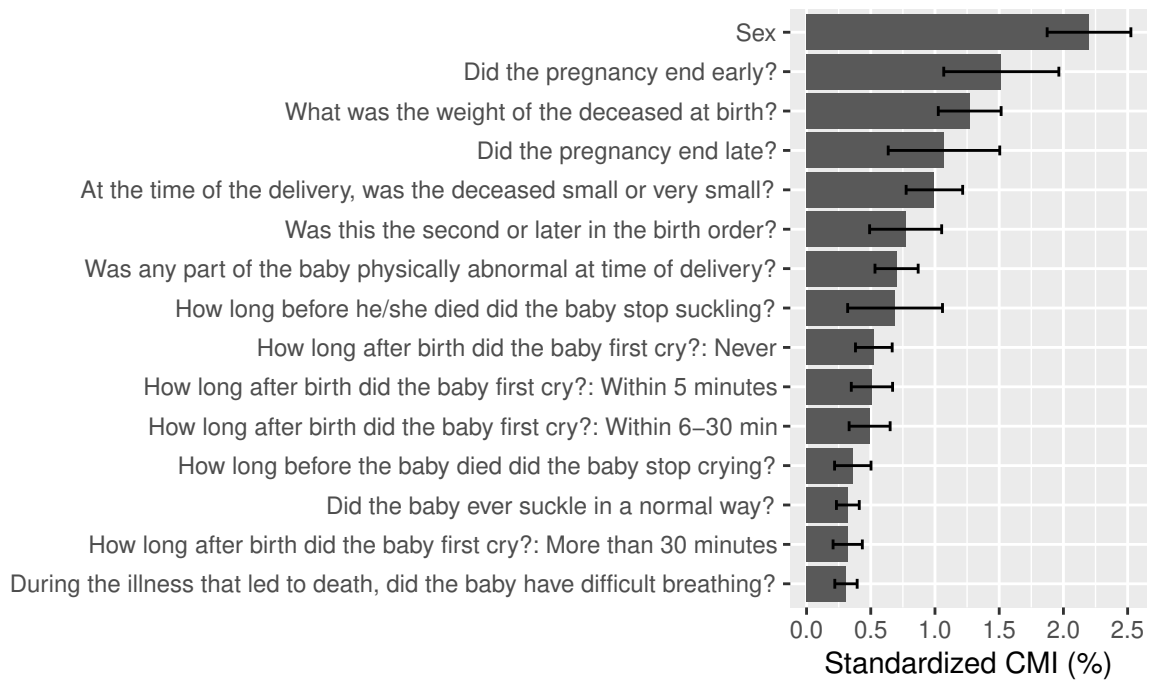 Sex
Did the pregnancy end early?
What was the weight of the deceased at birth?
Did the pregnancy end late?
At the time of the delivery, was the deceased small or very small?
Was this the second or later in the birth order?
Was any part of the baby physically abnormal at time of delivery?
How long before he/she died did the baby stop suckling?
How long after birth did the baby first cry?: Never
How long after birth did the baby first cry?: Within 5 minutes
How long after birth did the baby first cry?: Within 6−30 min
How long before the baby died did the baby stop crying?
Did the baby ever suckle in a normal way?
How long after birth did the baby first cry?: More than 30 minutes
During the illness that led to death, did the baby have difficult breathing?
0.0 0.5 1.0 1.5 2.0 2.5
Standardized CMI (%)